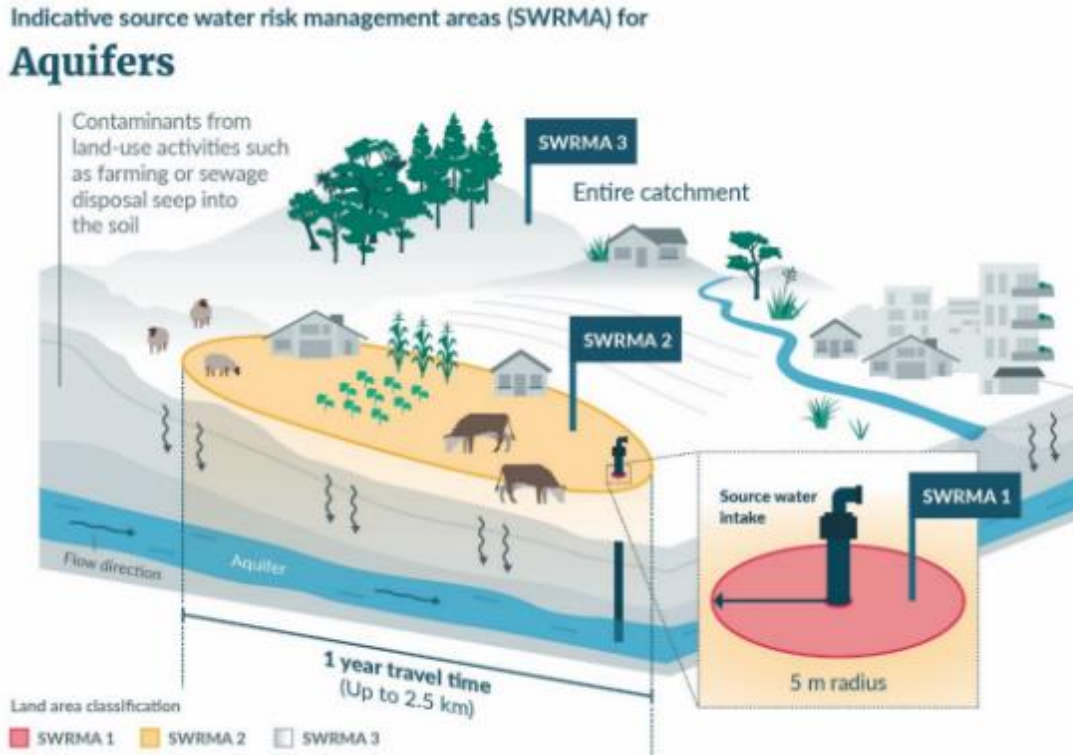 Indicative source water risk management areas (SWRMA) for
Aquifers
Contaminants from
land-use activities such
as farming or sewage
disposal seep into
the soil
SWRMA 3
Entire catchment
SWRMA 2
Source water
intake
SWRMA 1
5 m radius
Flow direction
Aquifer
1 year travel time
(Up to 2.5 km)
Land area classification
SWRMA 1 SWRMA 2 SWRMA 3